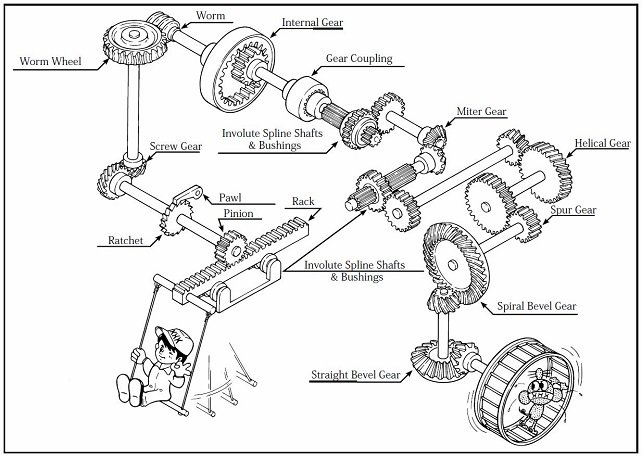 Worm
Internal Gear
Worm Wheel
Gear Coupling
Involute Spline Shafts
& Bushings
Miter Gear
Helical Gear
Screw Gear
Pawl
Pinion
Rack
Spur Gear
Ratchet
Involute Spline Shafts
& Bushings
Spiral Bevel Gear
Straight Bevel Gear